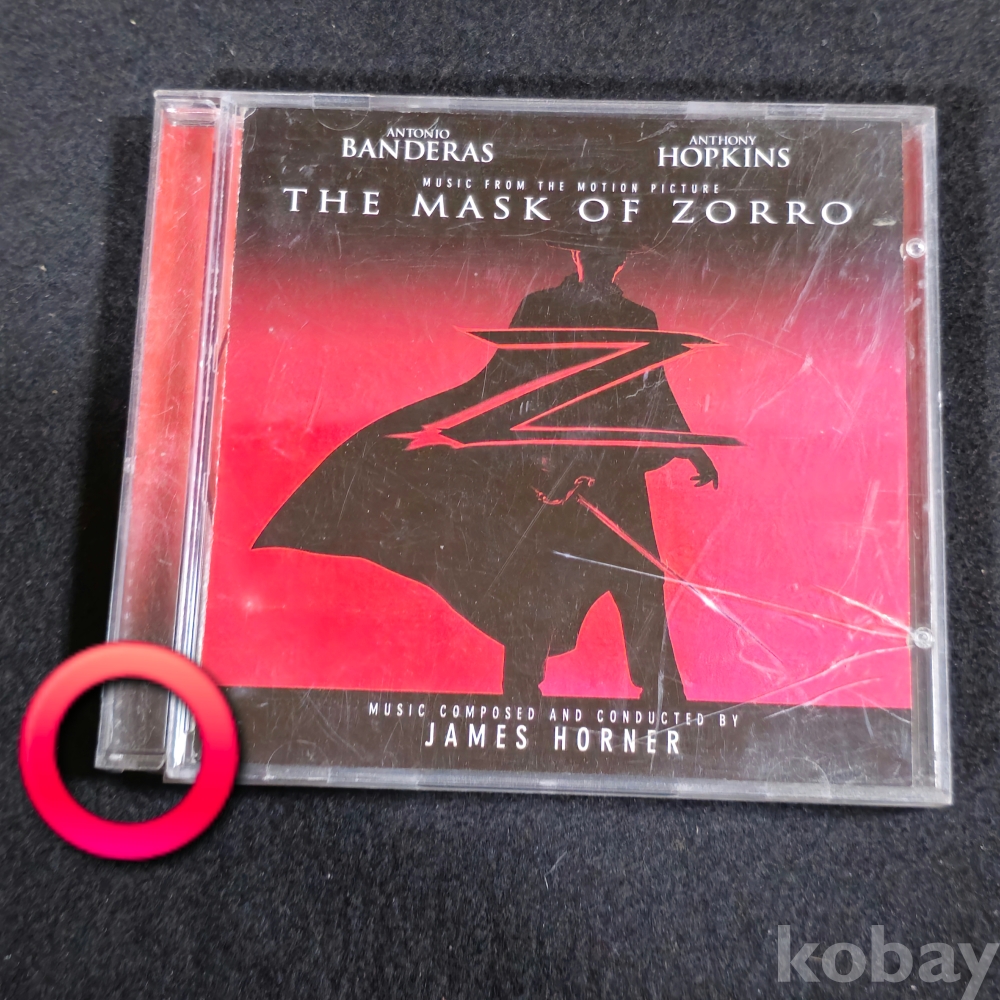 ANTONIO
BANDERAS
ANTHONY
HOPKINS
MUSIC FROM THE MOTION PICTURE
THE MASK OF ZORRO
Z
MUSIC COMPOSED AND CONDUCTED BY
JAMES HORNER
kobay